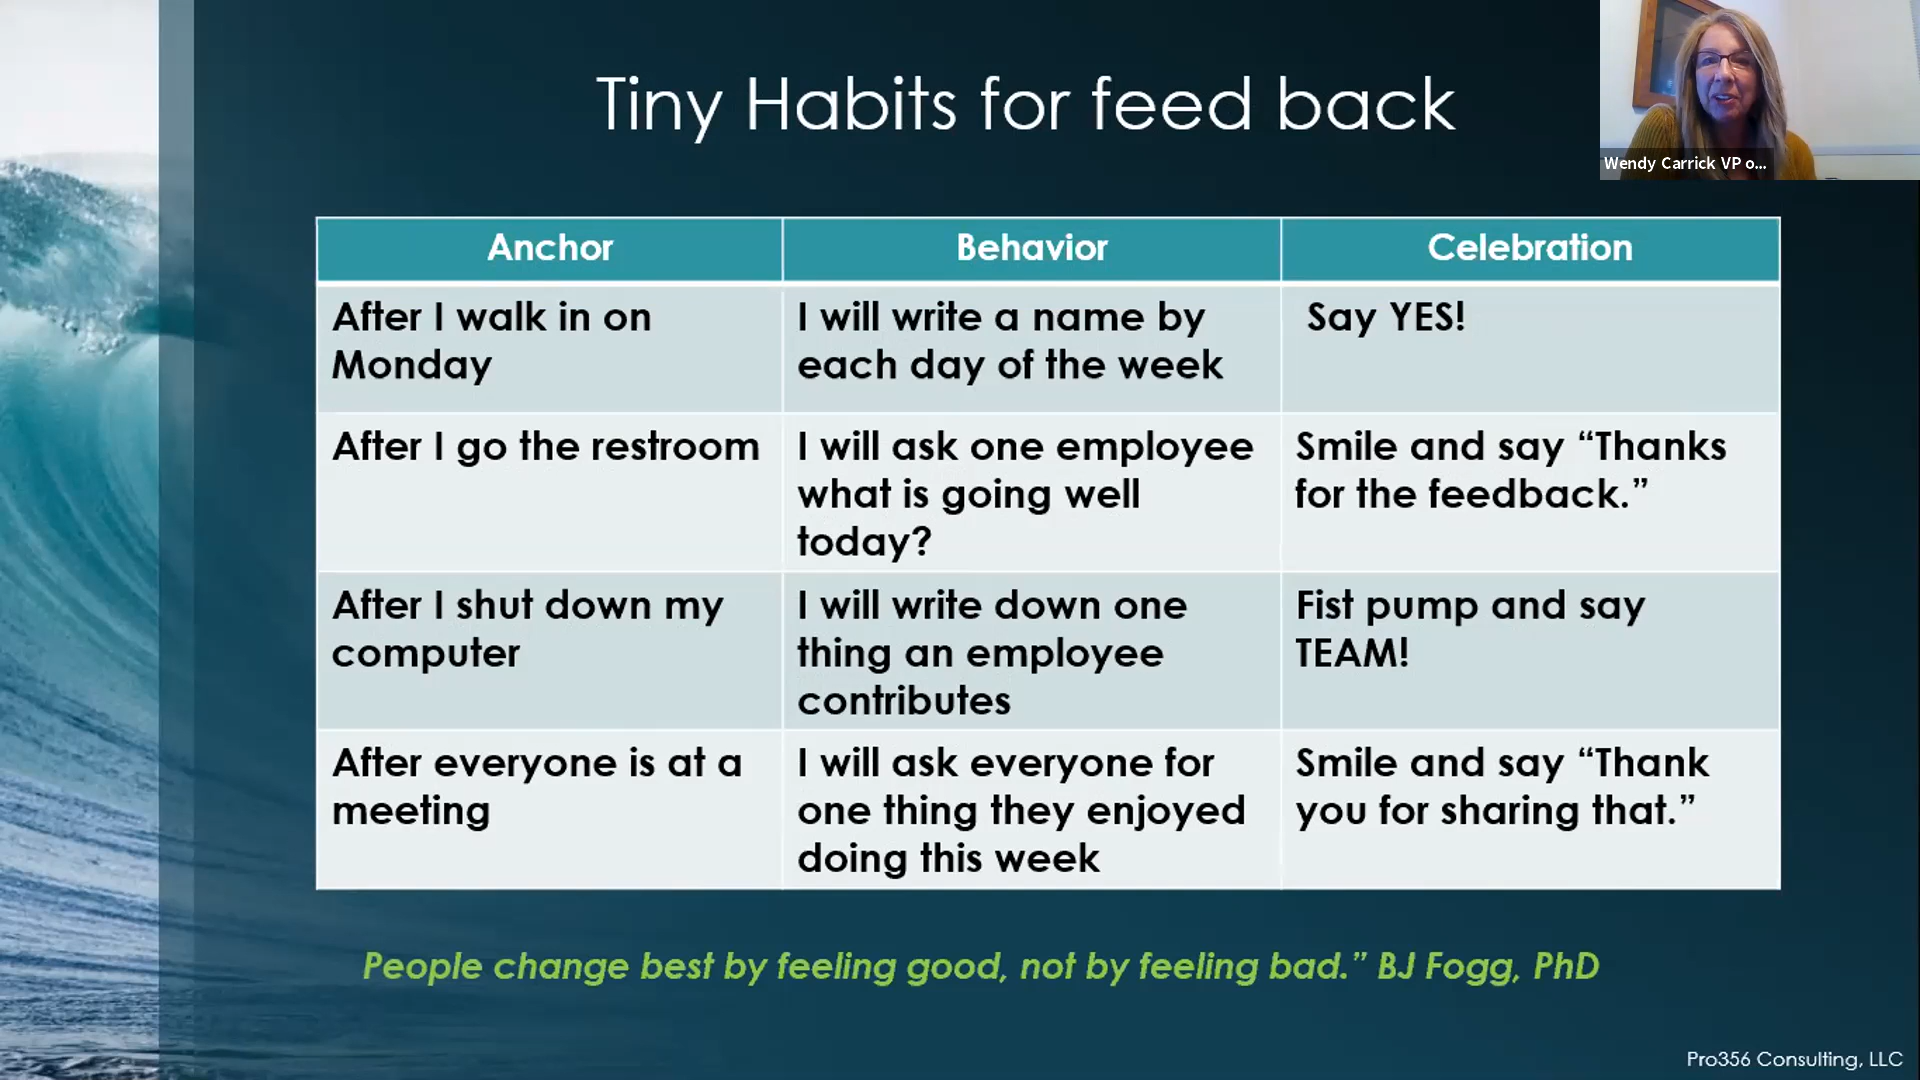 Tiny Habits for feed back
Wendy Carrick VP o...
Anchor
Behavior
Celebration
After I walk in on
Monday
I will write a name by
each day of the week
Say YES!
After I go the restroom
I will ask one employee
what is going well
today?
Smile and say “Thanks
for the feedback.”
After I shut down my
computer
I will write down one
thing an employee
contributes
Fist pump and say
TEAM!
After everyone is at a
meeting
I will ask everyone for
one thing they enjoyed
doing this week
Smile and say “Thank
you for sharing that.”
People change best by feeling good, not by feeling bad.” BJ Fogg, PhD
Pro356 Consulting, LLC